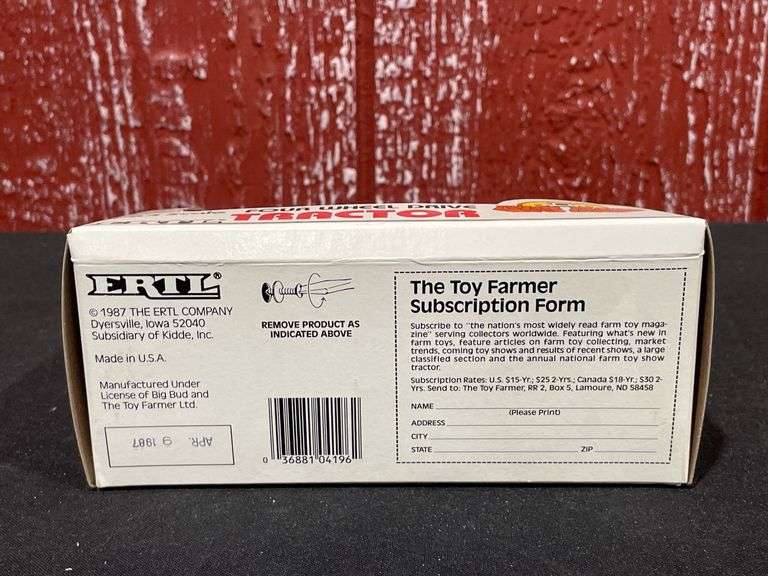 FOUR WHEEL DRIVE
TRACTOR
ERTL®
© 1987 THE ERTL COMPANY
Dyersville, Iowa 52040
Subsidiary of Kidde, Inc.
Made in U.S.A.
Manufactured Under
License of Big Bud and
The Toy Farmer Ltd.
APR. 9 1987
REMOVE PRODUCT AS
INDICATED ABOVE
0 36881 04196
The Toy Farmer
Subscription Form
Subscribe to "the nation's most widely read farm toy maga-
zine" serving collectors worldwide. Featuring what's new in
farm toys, feature articles on farm toy collecting, market
trends, coming toy shows and results of recent shows, a large
classified section and the annual national farm toy show
tractor.
Subscription Rates: U.S. $15-Yr.; $25 2-Yrs.; Canada $18-Yr.; $30 2-
Yrs. Send to: The Toy Farmer, RR 2, Box 5, Lamoure, ND 58458
NAME
(Please Print)
ADDRESS
CITY
STATE ZIP